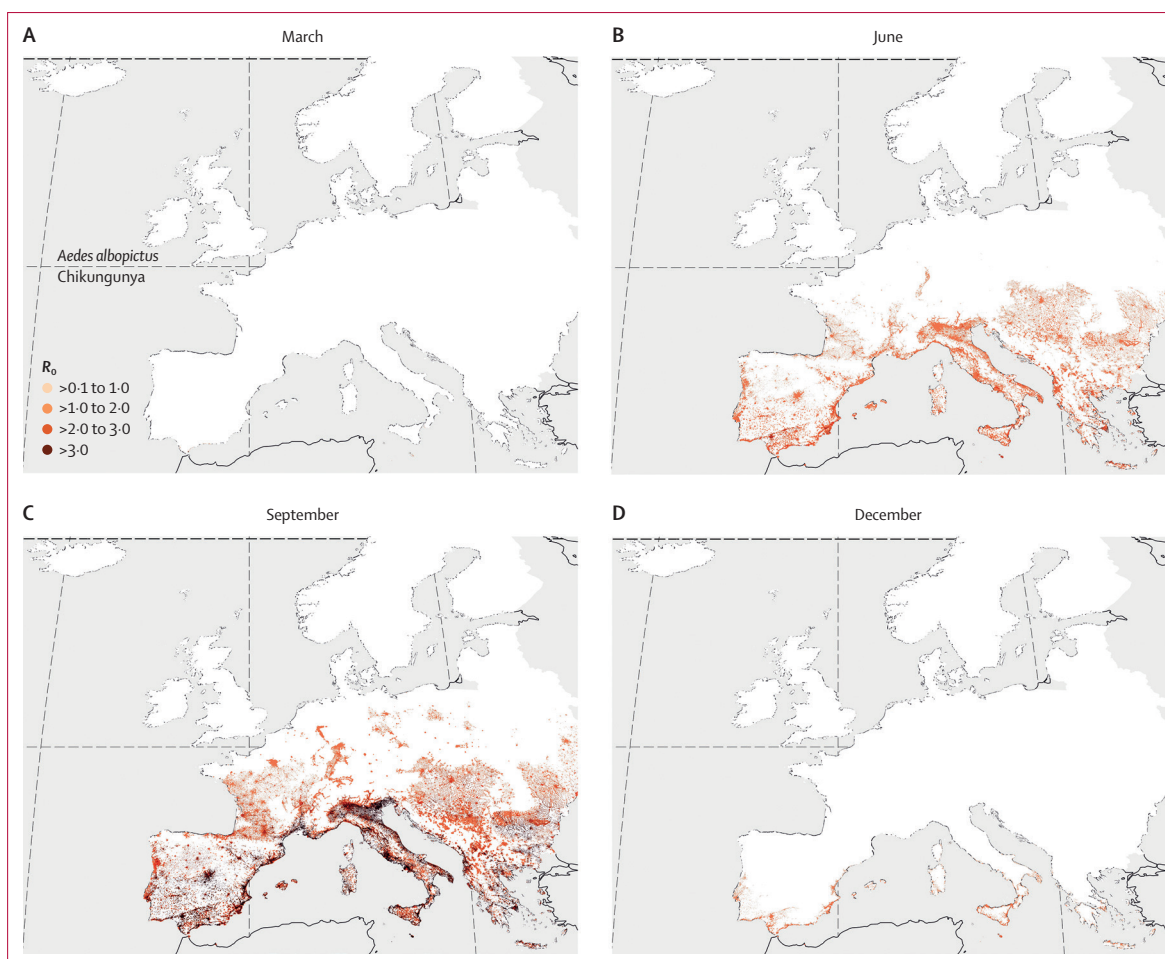 A
March
B
June
Aedes albopictus
Chikungunya
R₀
>0·1 to 1·0
>1·0 to 2·0
>2·0 to 3·0
>3·0
C
September
D
December